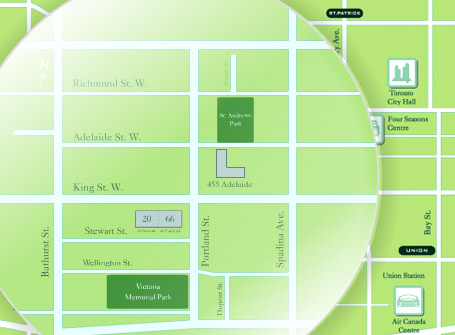 ST. PATRICK
Ave.
Richmond St. W.
Toronto
City Hall
St. Andrews
Park
Four Seasons
Centre
Adelaide St. W.
455 Adelaide
King St. W.
20
66
Stewart St.
Bathurst St.
Portland St.
Spadina Ave.
Bay St.
UNION
Wellington St.
Union Station
Victoria
Memorial Park
Air Canada
Centre